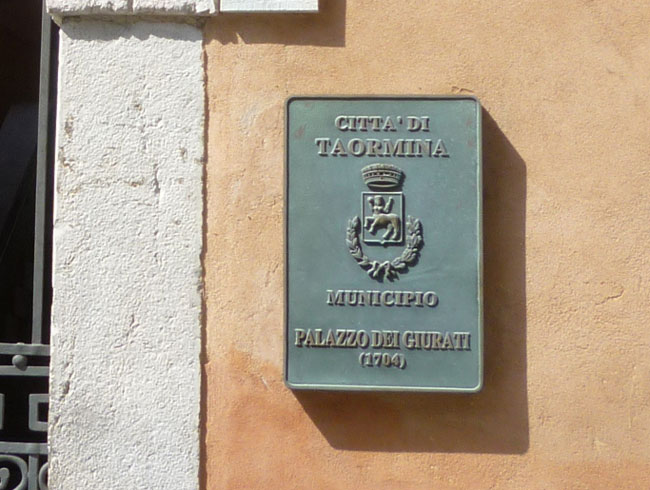 CITTA' DI
TAORMINA
MUNICIPIO
PALAZZO DEI GIURATI
(1704)